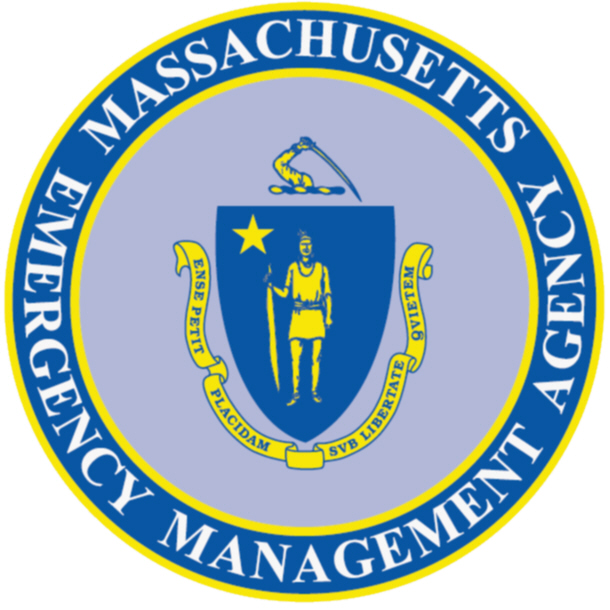 MASSACHUSETTS
EMERGENCY MANAGEMENT AGENCY
ENSE PETIT
PLACIDAM
SVB LIBERTATE
QVIETEM